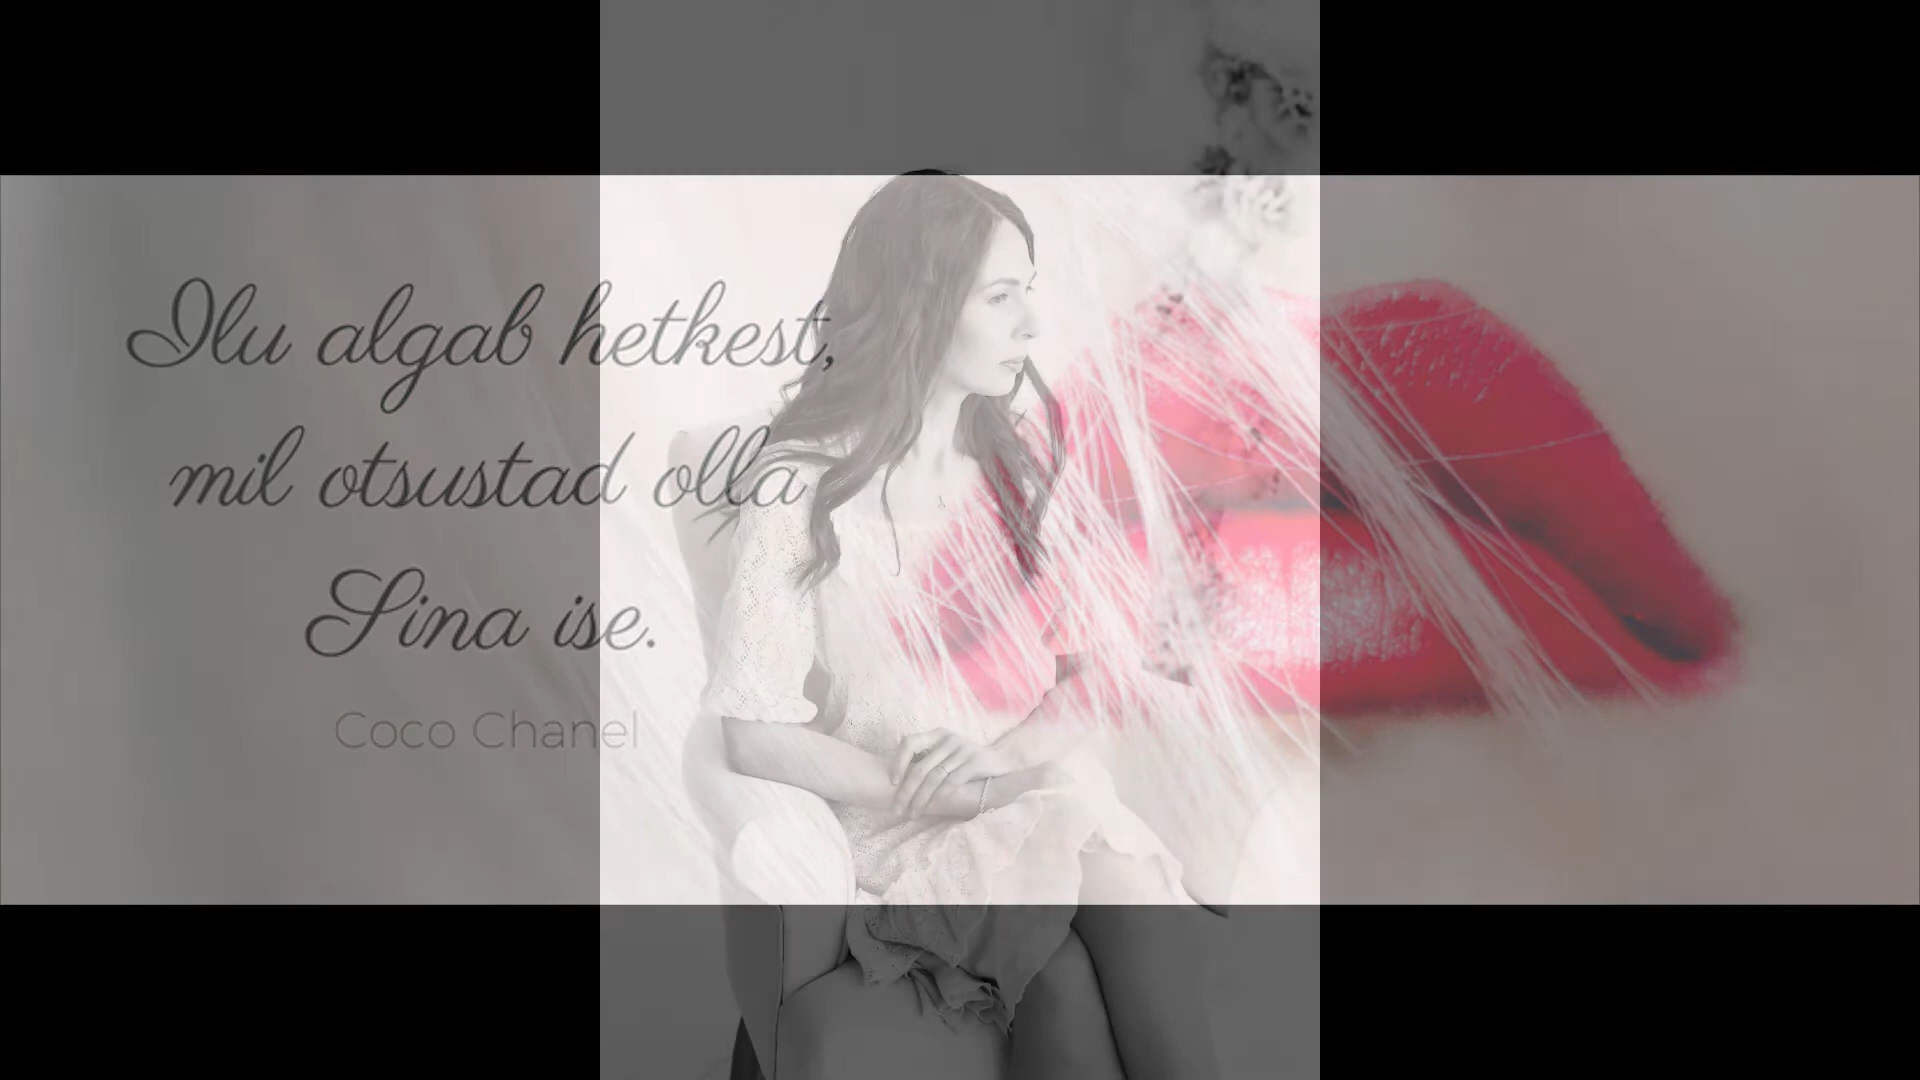 Ilu algab hetkest,
mil otsustad olla
Sina ise.
Coco Chanel